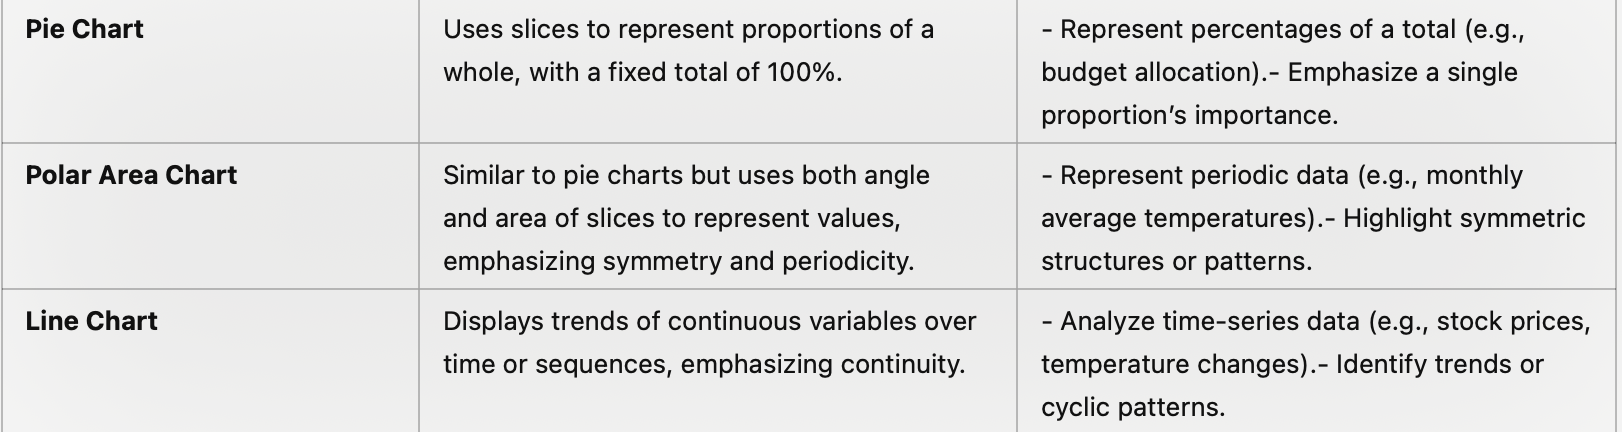 Pie Chart
Uses slices to represent proportions of a
whole, with a fixed total of 100%.
- Represent percentages of a total (e.g.,
budget allocation).- Emphasize a single
proportion’s importance.
Polar Area Chart
Similar to pie charts but uses both angle
and area of slices to represent values,
emphasizing symmetry and periodicity.
- Represent periodic data (e.g., monthly
average temperatures).- Highlight symmetric
structures or patterns.
Line Chart
Displays trends of continuous variables over
time or sequences, emphasizing continuity.
- Analyze time-series data (e.g., stock prices,
temperature changes).- Identify trends or
cyclic patterns.